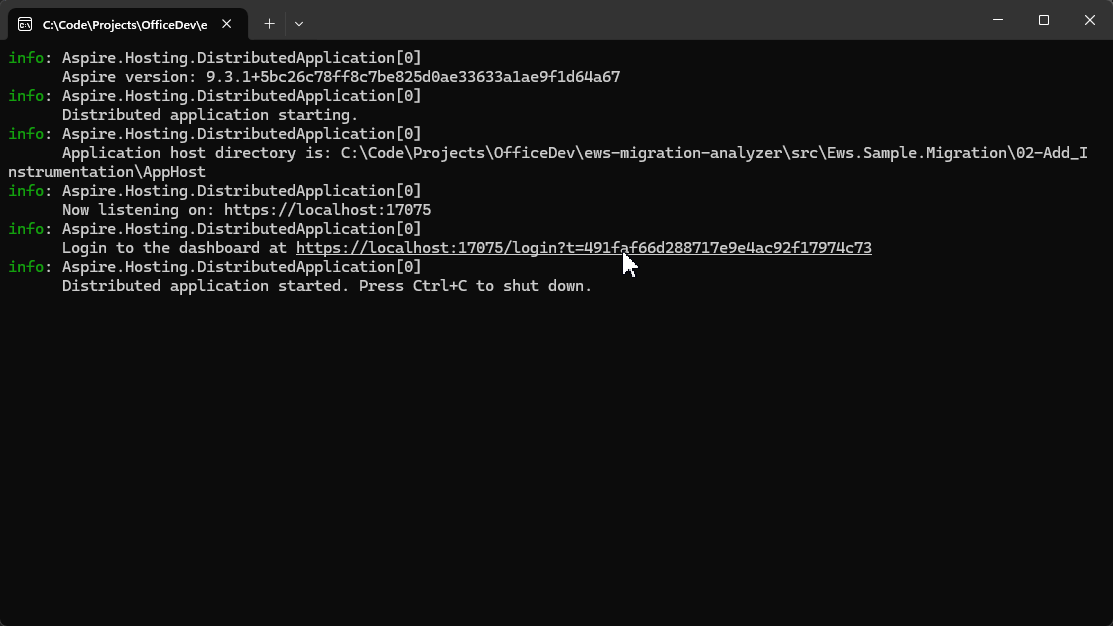 C:\Code\Projects\OfficeDev\e
info: Aspire.Hosting.DistributedApplication[0]
      Aspire version: 9.3.1+5bc26c78ff8c7be825d0ae33633a1ae9f1d64a67
info: Aspire.Hosting.DistributedApplication[0]
      Distributed application starting.
info: Aspire.Hosting.DistributedApplication[0]
      Application host directory is: C:\Code\Projects\OfficeDev\ews-migration-analyzer\src\Ews.Sample.Migration\02-Add_I
nstrumentation\AppHost
info: Aspire.Hosting.DistributedApplication[0]
      Now listening on: https://localhost:17075
info: Aspire.Hosting.DistributedApplication[0]
      Login to the dashboard at https://localhost:17075/login?t=491faf66d288717e9e4ac92f17974c73
info: Aspire.Hosting.DistributedApplication[0]
      Distributed application started. Press Ctrl+C to shut down.